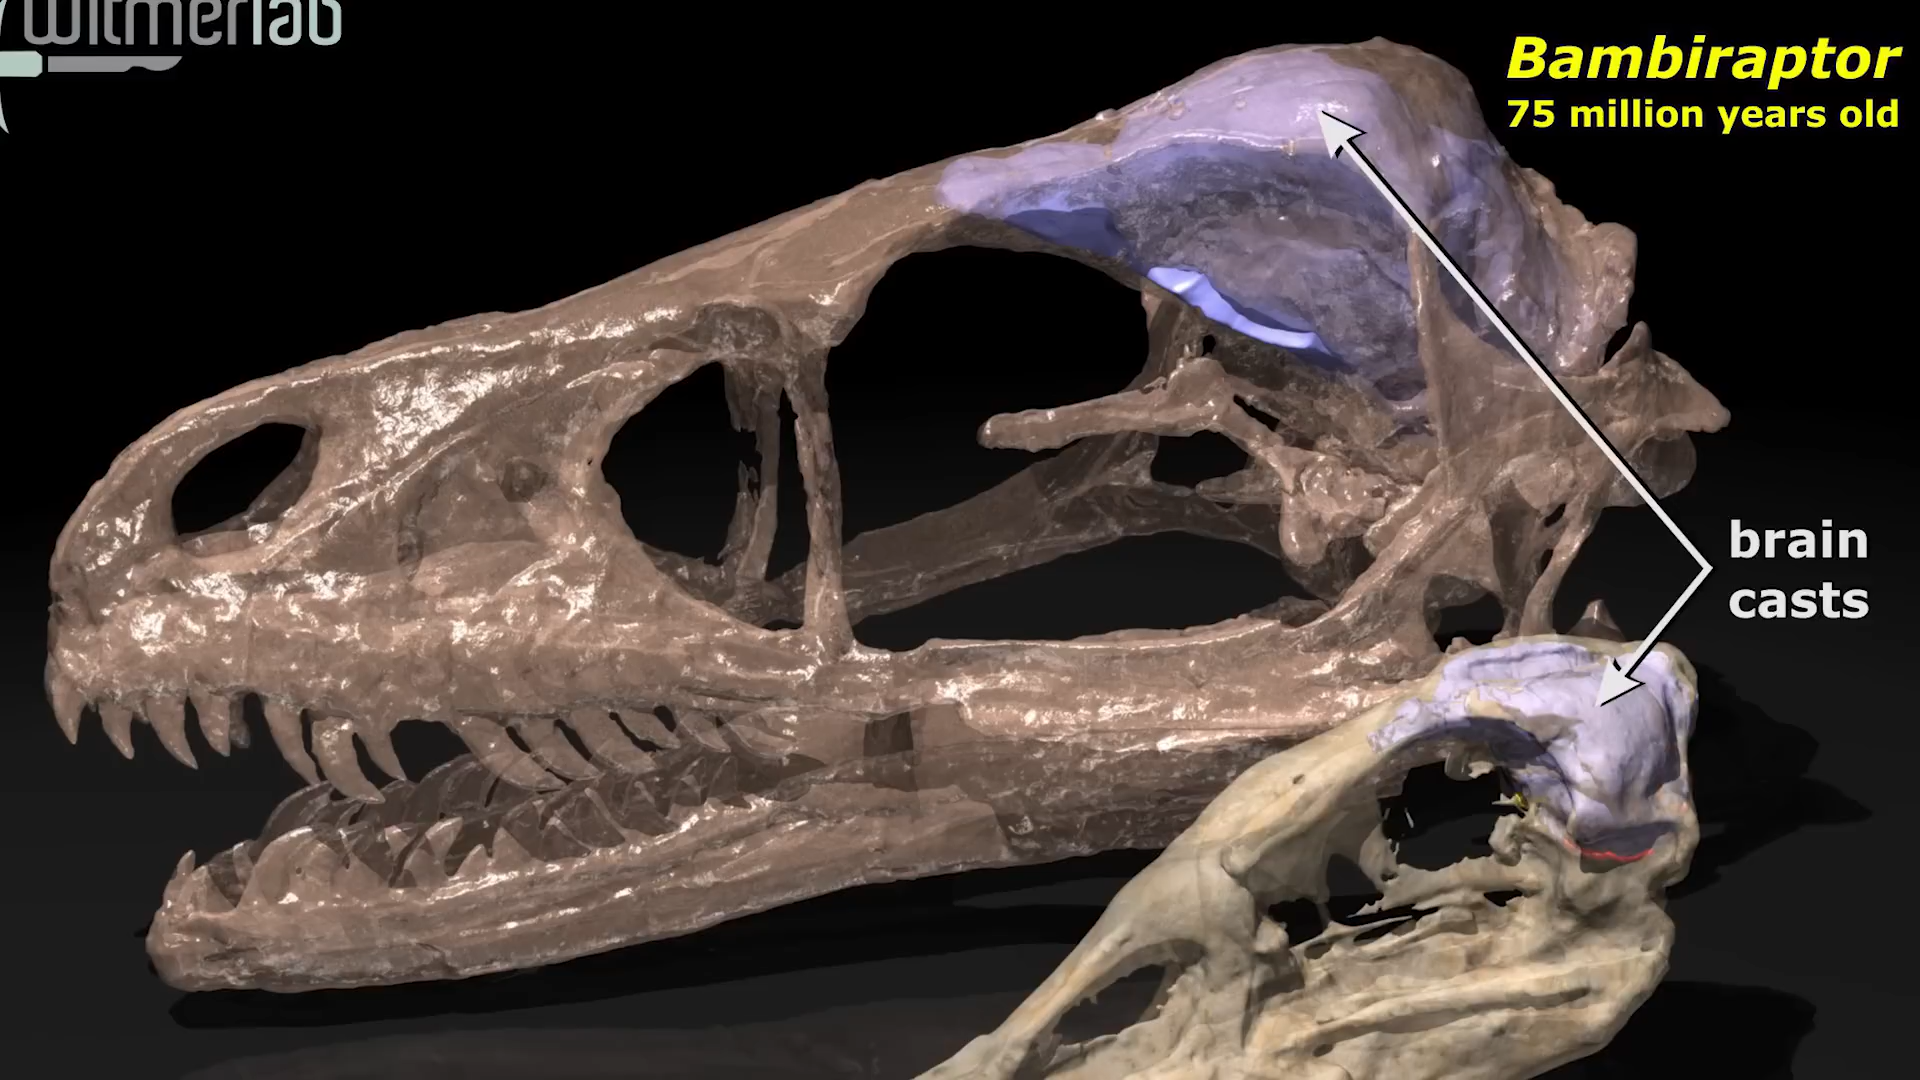 witmerlab
Bambiraptor
75 million years old
brain
casts